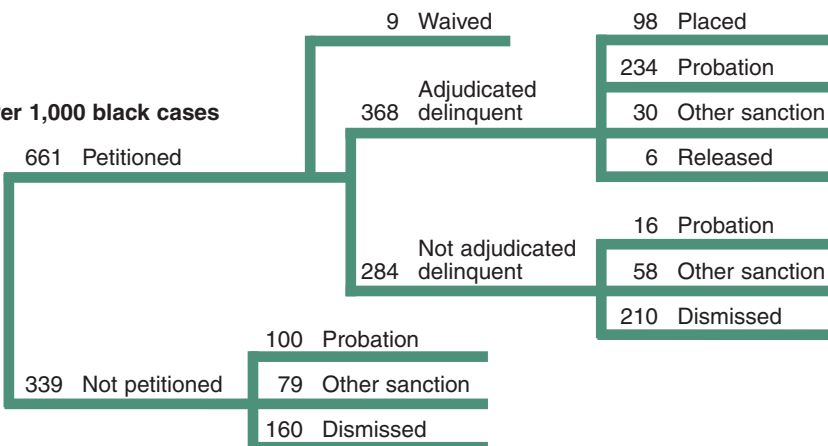 9 Waived
98 Placed
234 Probation
30 Other sanction
6 Released
Adjudicated
368 delinquent
1,000 black cases
661 Petitioned
Not adjudicated
284 delinquent
16 Probation
58 Other sanction
210 Dismissed
339 Not petitioned
100 Probation
79 Other sanction
160 Dismissed